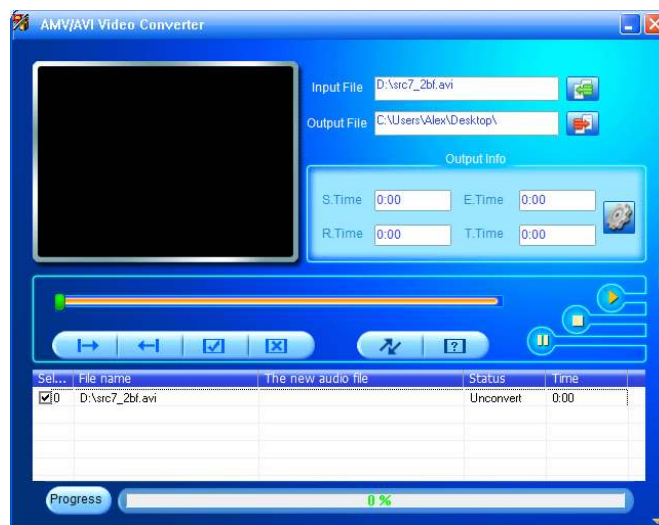 AMV/AVI Video Converter
Input File D:\src7_2bf.avi
Output File C:\Users\Alex\Desktop\
Output Info
S.Time 0:00 E.Time 0:00
R.Time 0:00 T.Time 0:00
Sel... File name The new audio file Status Time
0 D:\src7_2bf.avi Unconvert 0:00
Progress 0 %